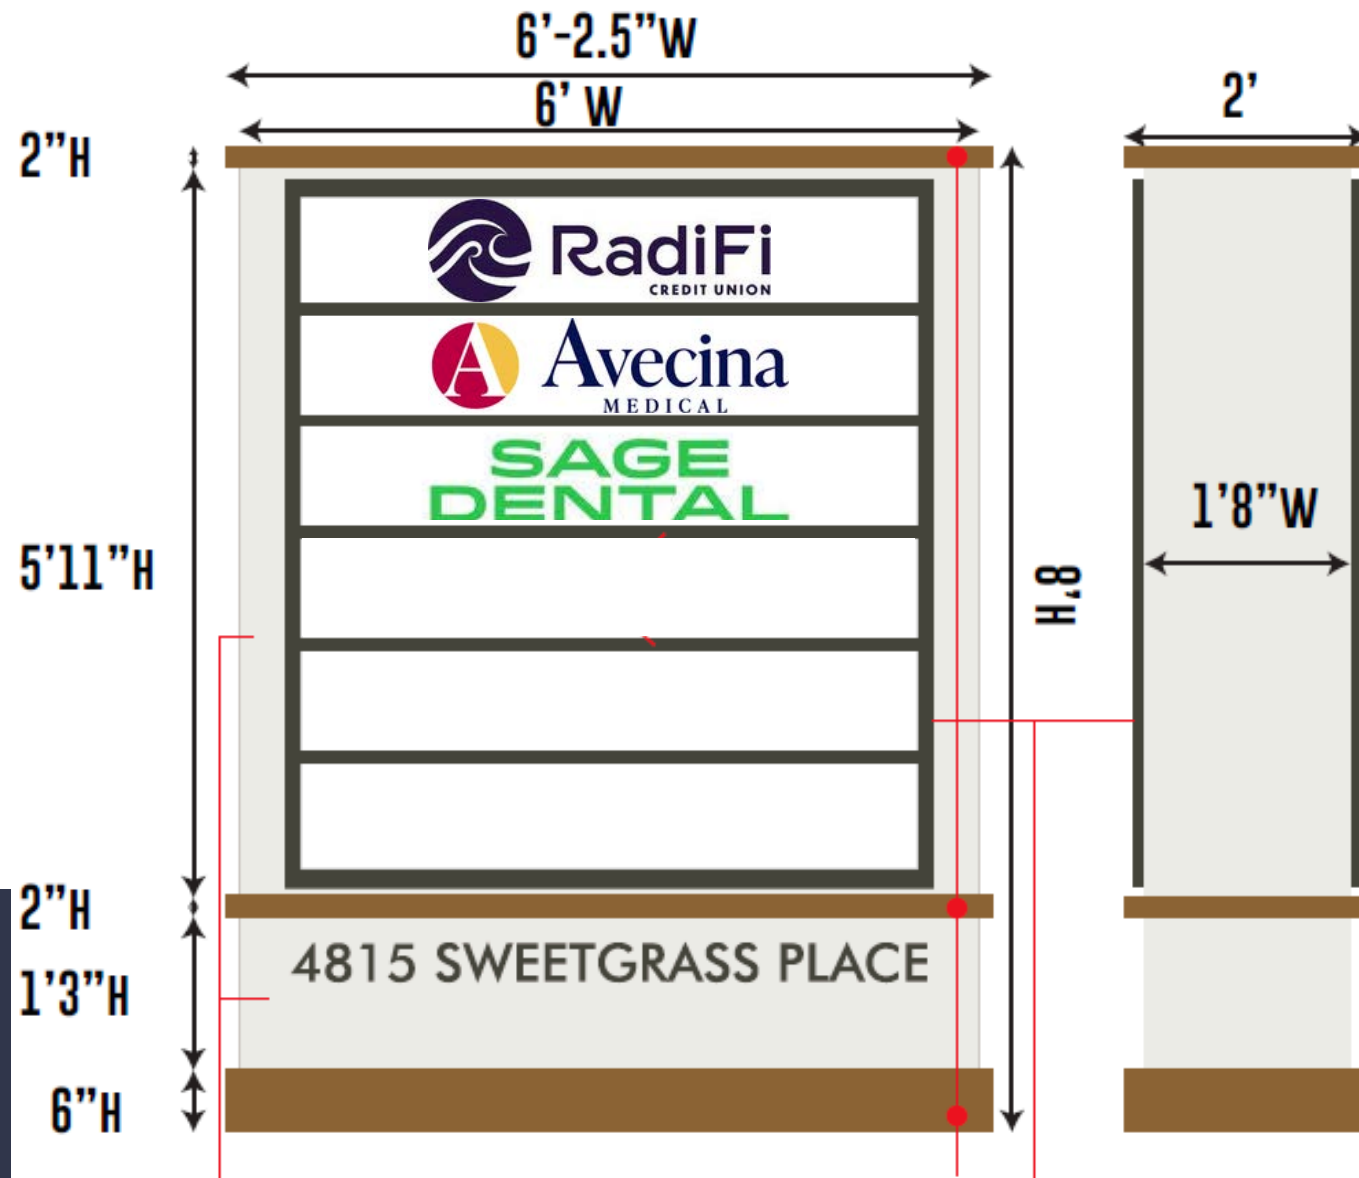 6’-2.5”W
6’ W
2’
2”H
RadiFi
CREDIT UNION
A Avecina
MEDICAL
SAGE
DENTAL
1’8”W
5’11”H
8’H
2”H
4815 SWEETGRASS PLACE
1’3”H
6”H